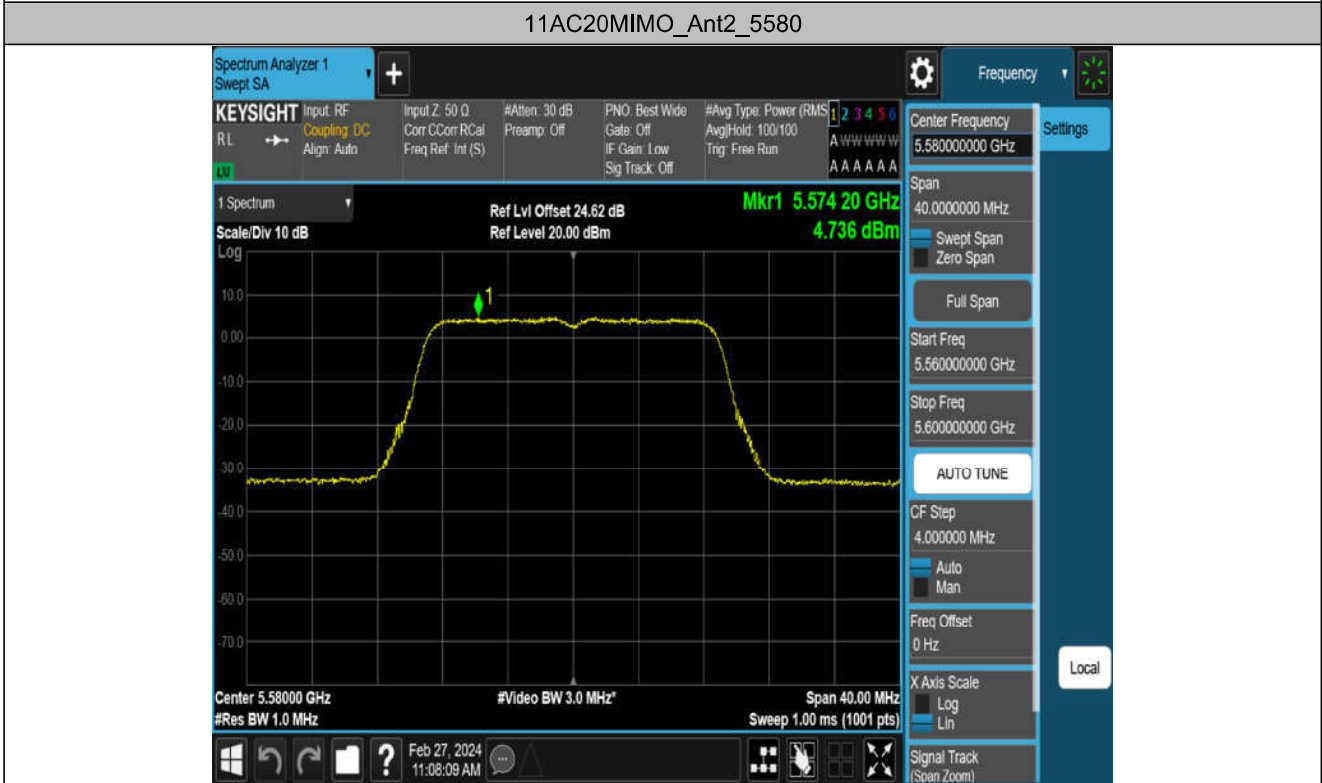 11AC20MIMO_Ant2_5580
Spectrum Analyzer 1
Swept SA
+
Frequency
KEYSIGHT
RL
LXI
Input: RF
Coupling: DC
Align: Auto
Input Z: 50 Ω
Corr CCorr RCal
Freq Ref: Int (S)
#Atten: 30 dB
Preamp: Off
PNO: Best Wide
Gate: Off
IF Gain: Low
Sig Track: Off
#Avg Type: Power (RMS
Avg|Hold: 100/100
Trig: Free Run
1 2 3 4 5 6
A W W W W W
A A A A A A
1 Spectrum
Scale/Div 10 dB
Log
Ref Lvl Offset 24.62 dB
Ref Level 20.00 dBm
Mkr1 5.574 20 GHz
4.736 dBm
1
10.0
0.00
-10.0
-20.0
-30.0
-40.0
-50.0
-60.0
-70.0
Center 5.58000 GHz
#Res BW 1.0 MHz
#Video BW 3.0 MHz*
Span 40.00 MHz
Sweep 1.00 ms (1001 pts)
Feb 27, 2024
11:08:09 AM
?
Center Frequency
5.580000000 GHz
Settings
Span
40.0000000 MHz
Swept Span
Zero Span
Full Span
Start Freq
5.560000000 GHz
Stop Freq
5.600000000 GHz
AUTO TUNE
CF Step
4.000000 MHz
Auto
Man
Freq Offset
0 Hz
X Axis Scale
Log
Lin
Local
Signal Track
(Span Zoom)